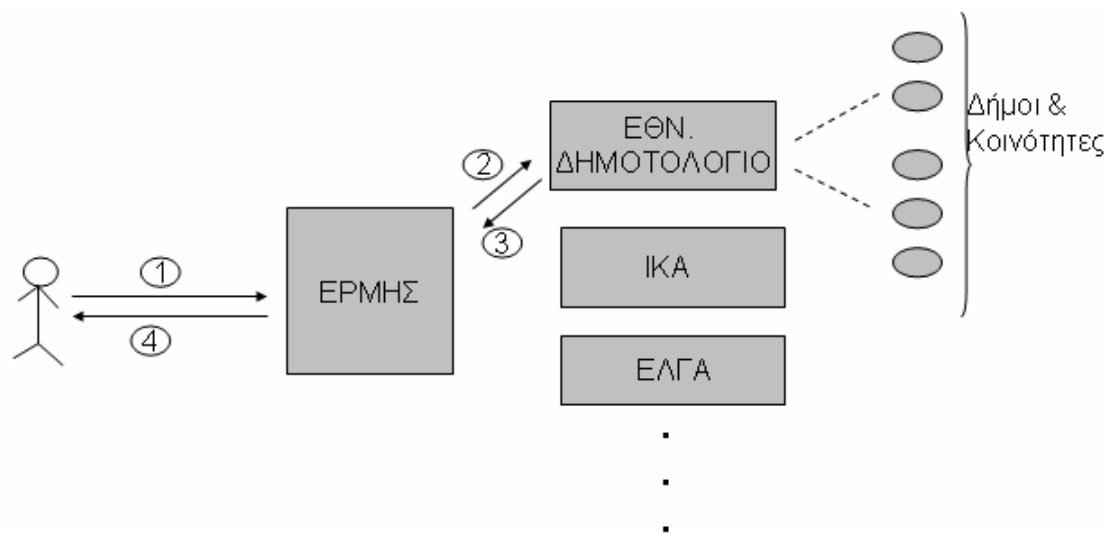 1
4
ΕΡΜΗΣ
2
3
ΕΘΝ.
ΔΗΜΟΤΟΛΟΓΙΟ
ΙΚΑ
ΕΛΓΑ
Δήμοι &
Κοινότητες